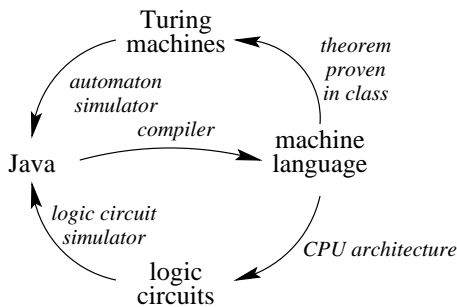 Turing
machines
theorem
proven
in class
automaton
simulator
compiler
machine
language
Java
logic circuit
simulator
CPU architecture
logic
circuits